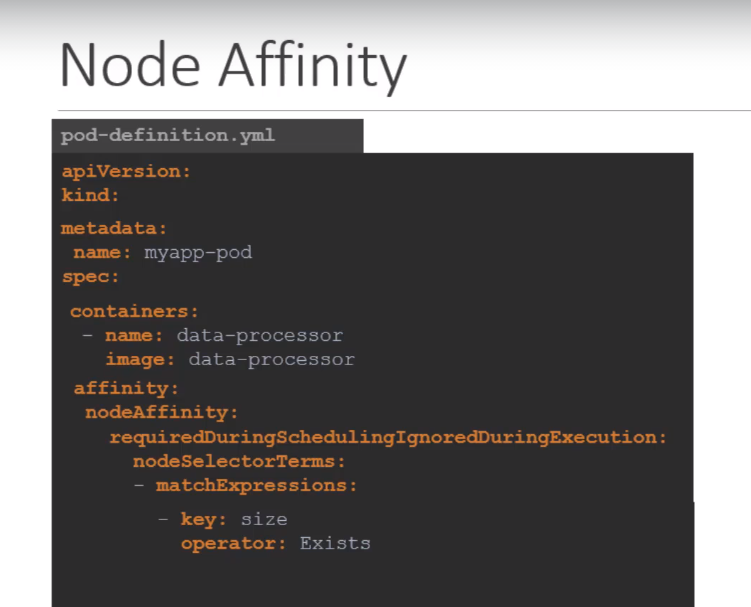 Node Affinity
pod-definition.yml
apiVersion:
kind:
metadata:
name: myapp-pod
spec:
containers:
- name: data-processor
image: data-processor
affinity:
nodeAffinity:
requiredDuringSchedulingIgnoredDuringExecution:
nodeSelectorTerms:
- matchExpressions:
- key: size
operator: Exists